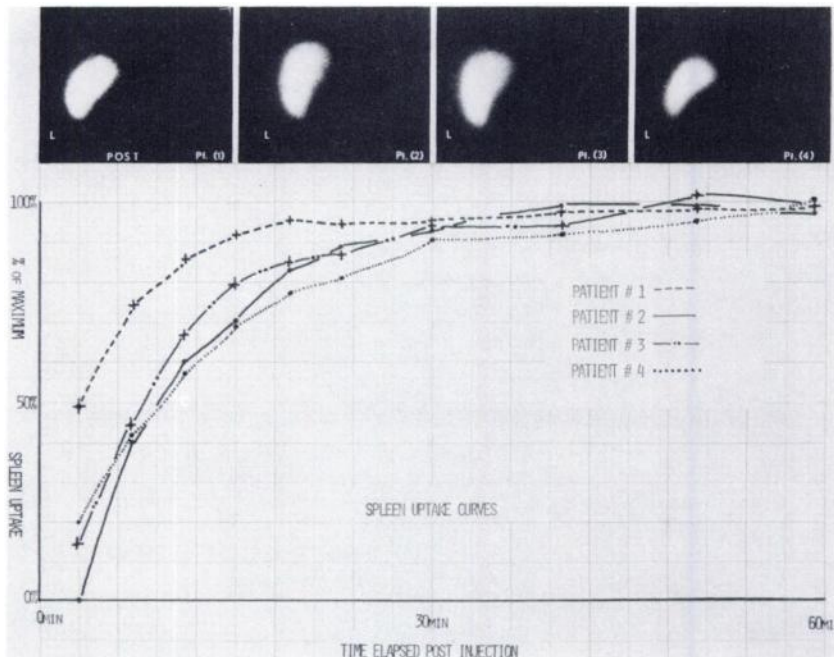 L
POST Pt. (1)
L
Pt. (2)
L
Pt. (3)
L
Pt. (4)
100%
% OF MAXIMUM
50%
SPLEEN UPTAKE
0%
PATIENT # 1
PATIENT # 2
PATIENT # 3
PATIENT # 4
SPLEEN UPTAKE CURVES
0MIN
30MIN
60MI
TIME ELAPSED POST INJECTION